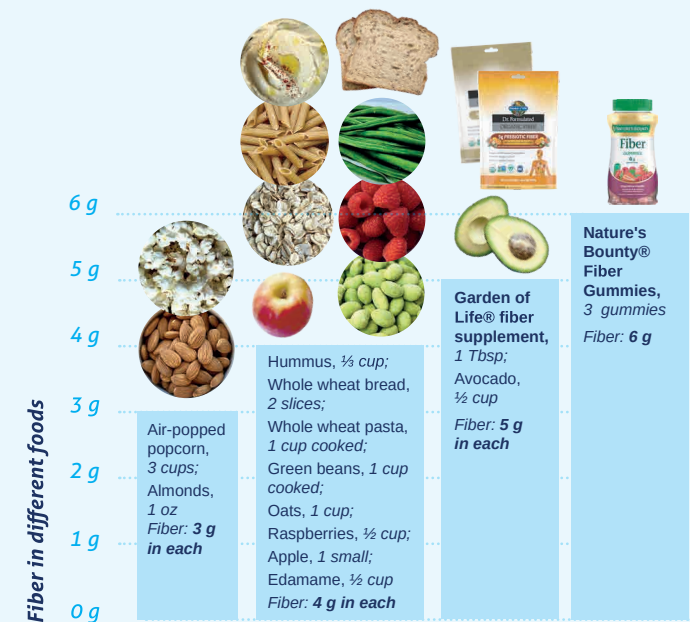 Fiber in different foods
6 g
5 g
4 g
3 g
2 g
1 g
0 g
Air-popped
popcorn,
3 cups;
Almonds,
1 oz
Fiber: 3 g
in each
Hummus, ⅓ cup;
Whole wheat bread,
2 slices;
Whole wheat pasta,
1 cup cooked;
Green beans, 1 cup
cooked;
Oats, 1 cup;
Raspberries, ½ cup;
Apple, 1 small;
Edamame, ½ cup
Fiber: 4 g in each
Dr. Formulated
Garden of
Life® fiber
supplement,
1 Tbsp;
Avocado,
½ cup
Fiber: 5 g
in each
Fiber
GUMMIES
Nature's
Bounty®
Fiber
Gummies,
3 gummies
Fiber: 6 g